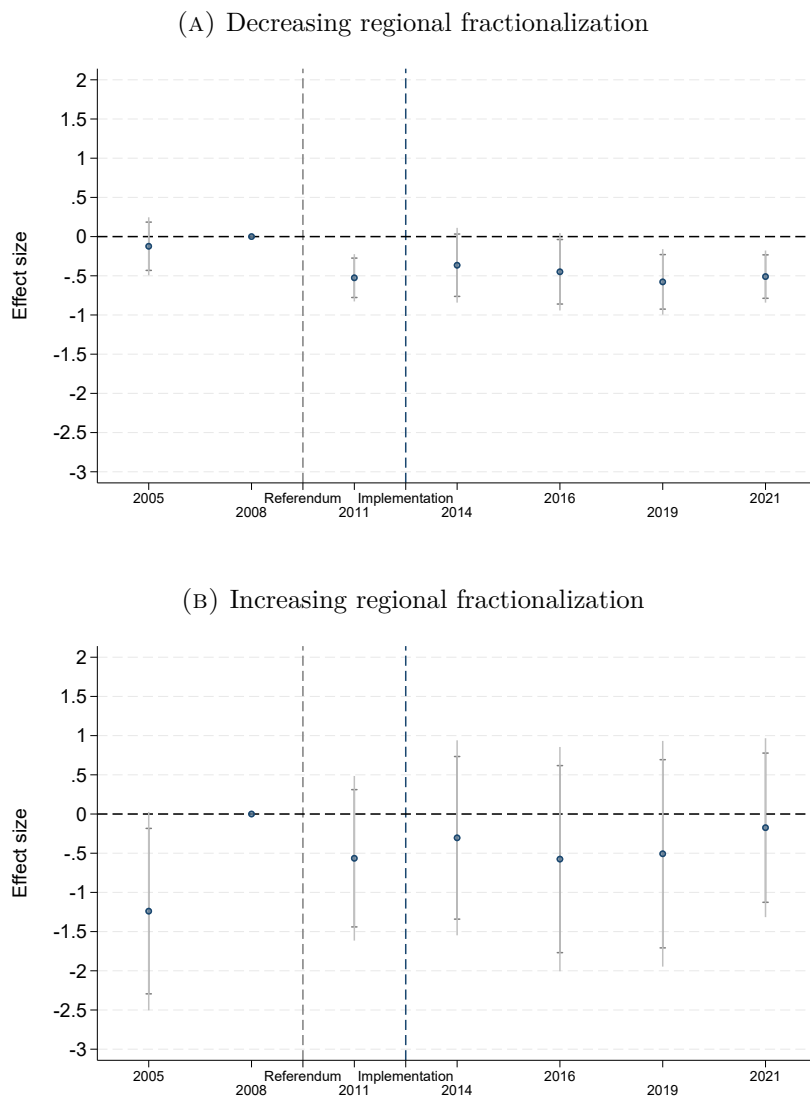 (A) Decreasing regional fractionalization
2
1.5
1
.5
0
-.5
-1
-1.5
-2
-2.5
-3
Effect size
2005 Referendum Implementation 2016 2021
2008 2011 2014 2019
(B) Increasing regional fractionalization
2
1.5
1
.5
0
-.5
-1
-1.5
-2
-2.5
-3
Effect size
2005 Referendum Implementation 2016 2021
2008 2011 2014 2019